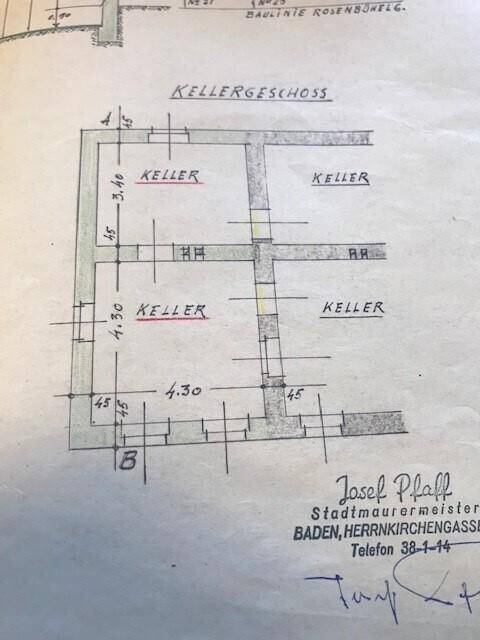 BAULINIE ROSENBÜHELG.
KELLERGESCHOSS
A
45
KELLER
KELLER
3.40
45
KELLER
KELLER
4.30
4.30
45
45
45
B
Josef Pfaff
Stadtmaurermeister
BADEN, HERRNKIRCHENGASSE
Telefon 38-1-14